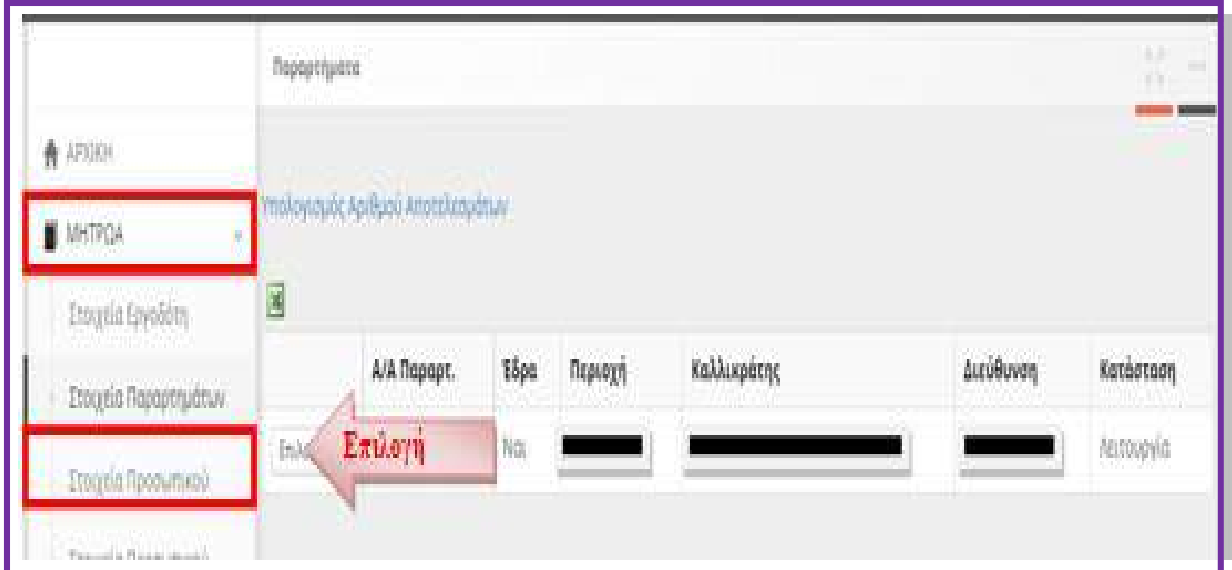 Παραρτήματα
ΑΡΧΙΚΗ
ΜΗΤΡΩΑ
Υπολογισμός Αριθμού Αποτελεσμάτων
Στοιχεία Εργοδότη
Στοιχεία Παραρτημάτων
Στοιχεία Προσωπικού
Α/Α Παραρτ. Έδρα Περιοχή Καλλικράτης Διεύθυνση Κατάσταση
Επιλογή Ναι Λειτουργία